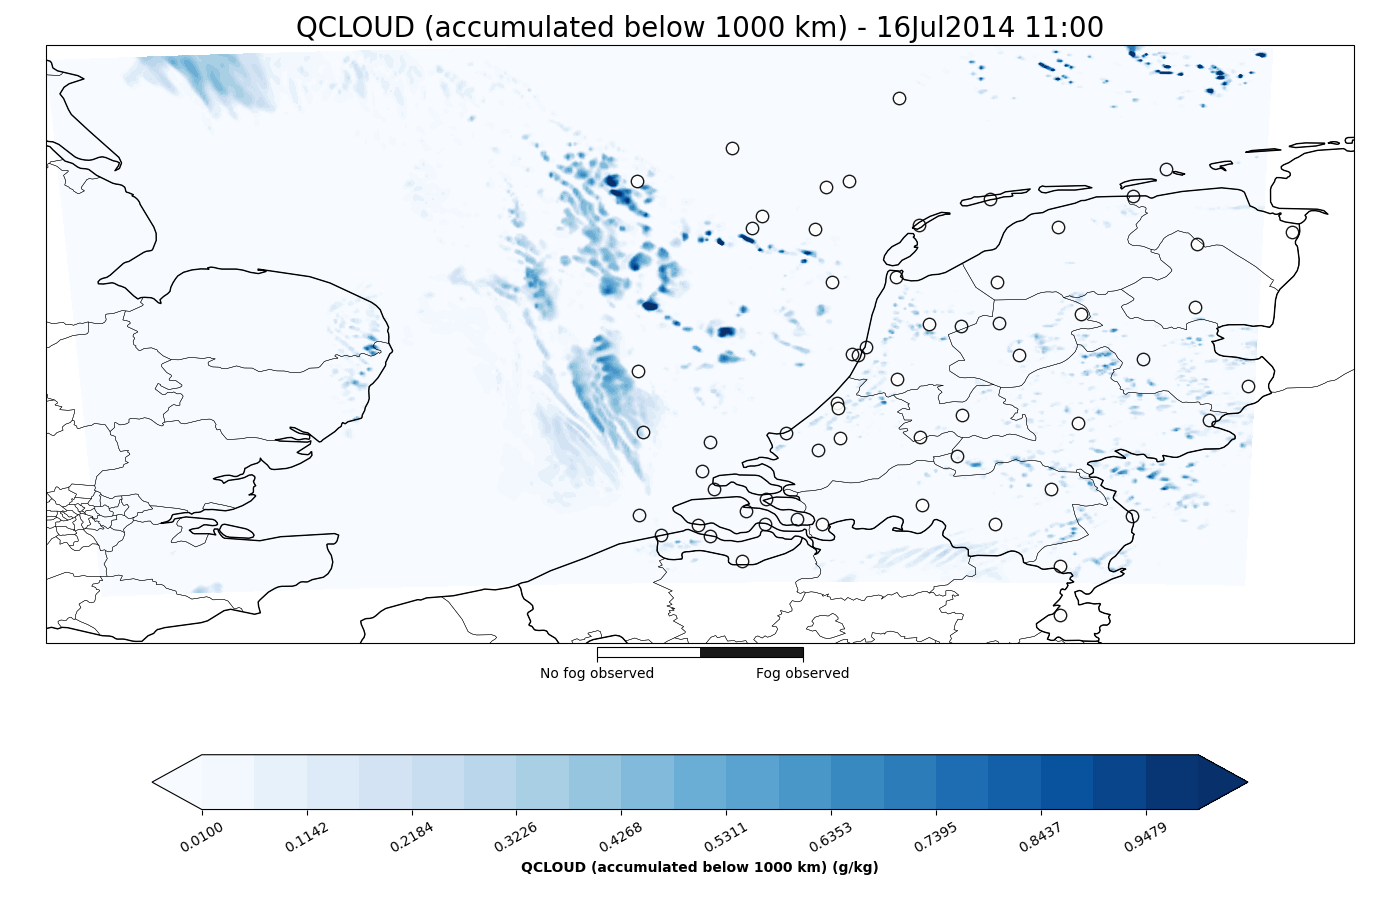 QCLOUD (accumulated below 1000 km) - 16Jul2014 11:00
No fog observed Fog observed
0.0100 0.1142 0.2184 0.3226 0.4268 0.5311 0.6353 0.7395 0.8437 0.9479
QCLOUD (accumulated below 1000 km) (g/kg)